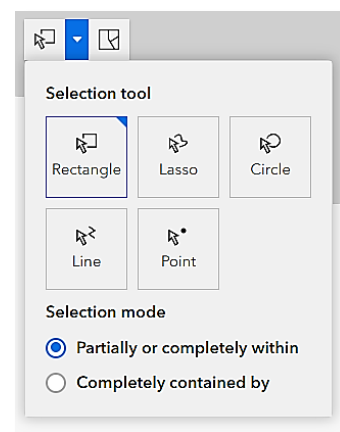 Selection tool
Rectangle
Lasso
Circle
Line
Point
Selection mode
Partially or completely within
Completely contained by